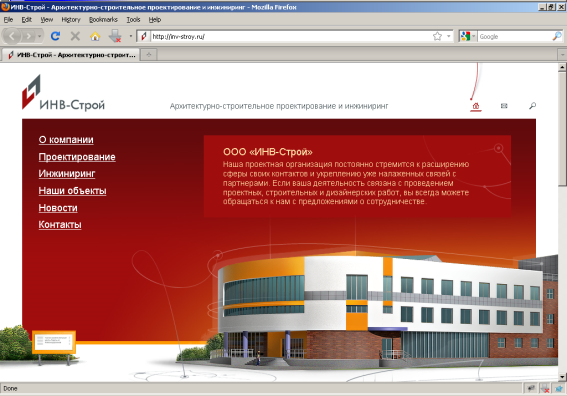 ИНВ-Строй - Архитектурно-строительное проектирование и инжиниринг - Mozilla Firefox
File Edit View History Bookmarks Tools Help
http://inv-stroy.ru/
Google
ИНВ-Строй - Архитектурно-строит...
ИНВ-Строй
Архитектурно-строительное проектирование и инжиниринг
О компании
Проектирование
Инжиниринг
Наши объекты
Новости
Контакты
ООО «ИНВ-Строй»
Наша проектная организация постоянно стремится к расширению
сферы своих контактов и укреплению уже налаженных связей с
партнерами. Если ваша деятельность связана с проведением
проектных, строительных и дизайнерских работ, вы всегда можете
обращаться к нам с предложениями о сотрудничестве.
Done